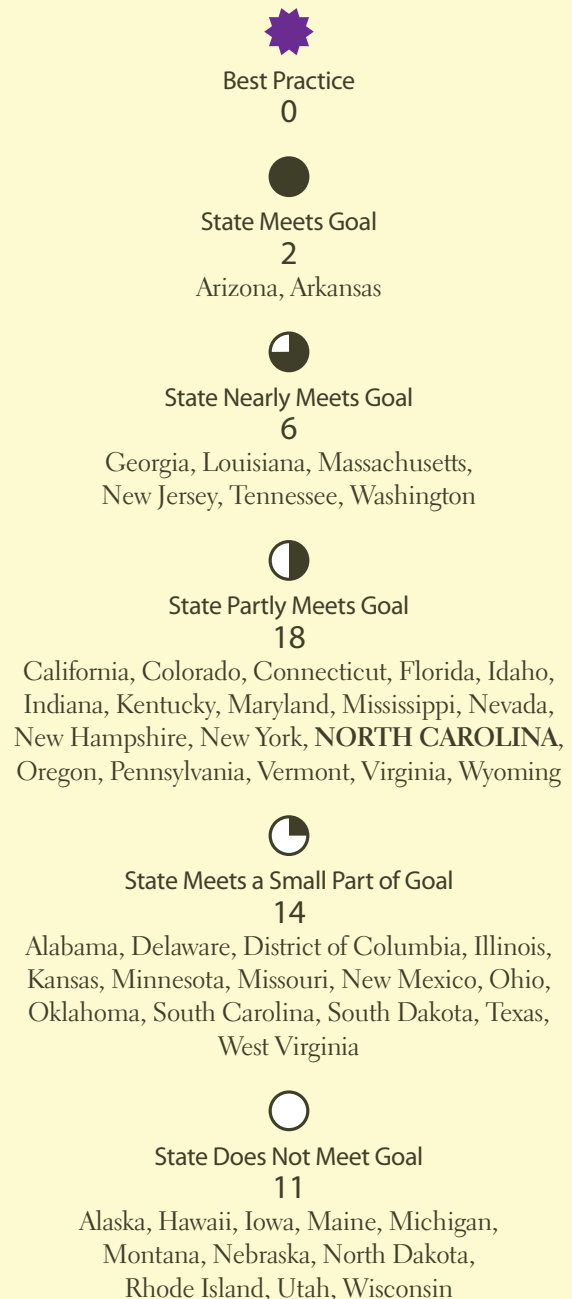 Best Practice
0
State Meets Goal
2
Arizona, Arkansas
State Nearly Meets Goal
6
Georgia, Louisiana, Massachusetts,
New Jersey, Tennessee, Washington
State Partly Meets Goal
18
California, Colorado, Connecticut, Florida, Idaho,
Indiana, Kentucky, Maryland, Mississippi, Nevada,
New Hampshire, New York, NORTH CAROLINA,
Oregon, Pennsylvania, Vermont, Virginia, Wyoming
State Meets a Small Part of Goal
14
Alabama, Delaware, District of Columbia, Illinois,
Kansas, Minnesota, Missouri, New Mexico, Ohio,
Oklahoma, South Carolina, South Dakota, Texas,
West Virginia
State Does Not Meet Goal
11
Alaska, Hawaii, Iowa, Maine, Michigan,
Montana, Nebraska, North Dakota,
Rhode Island, Utah, Wisconsin